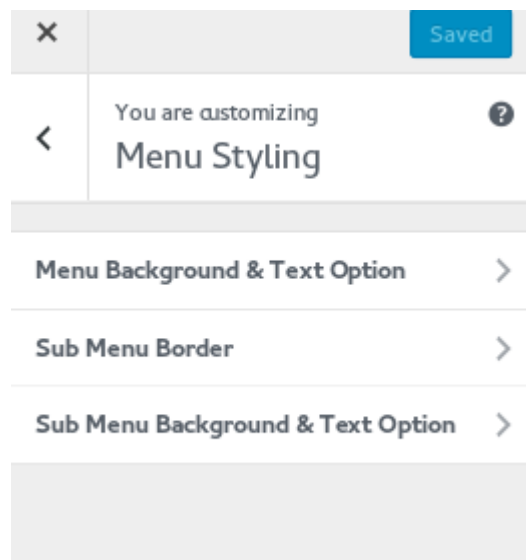 Saved
You are customizing
Menu Styling
Menu Background & Text Option
Sub Menu Border
Sub Menu Background & Text Option